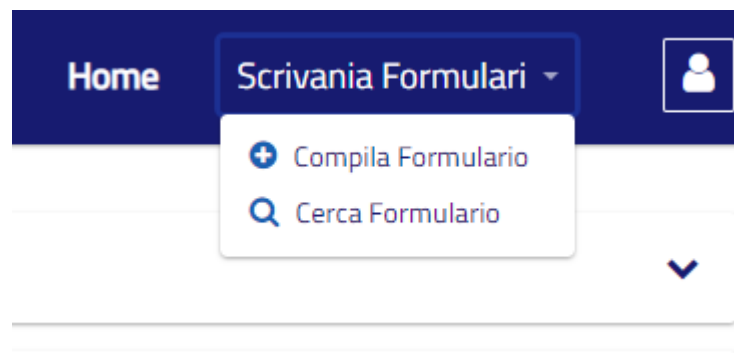 Home
Scrivania Formulari
Compila Formulario
Cerca Formulario